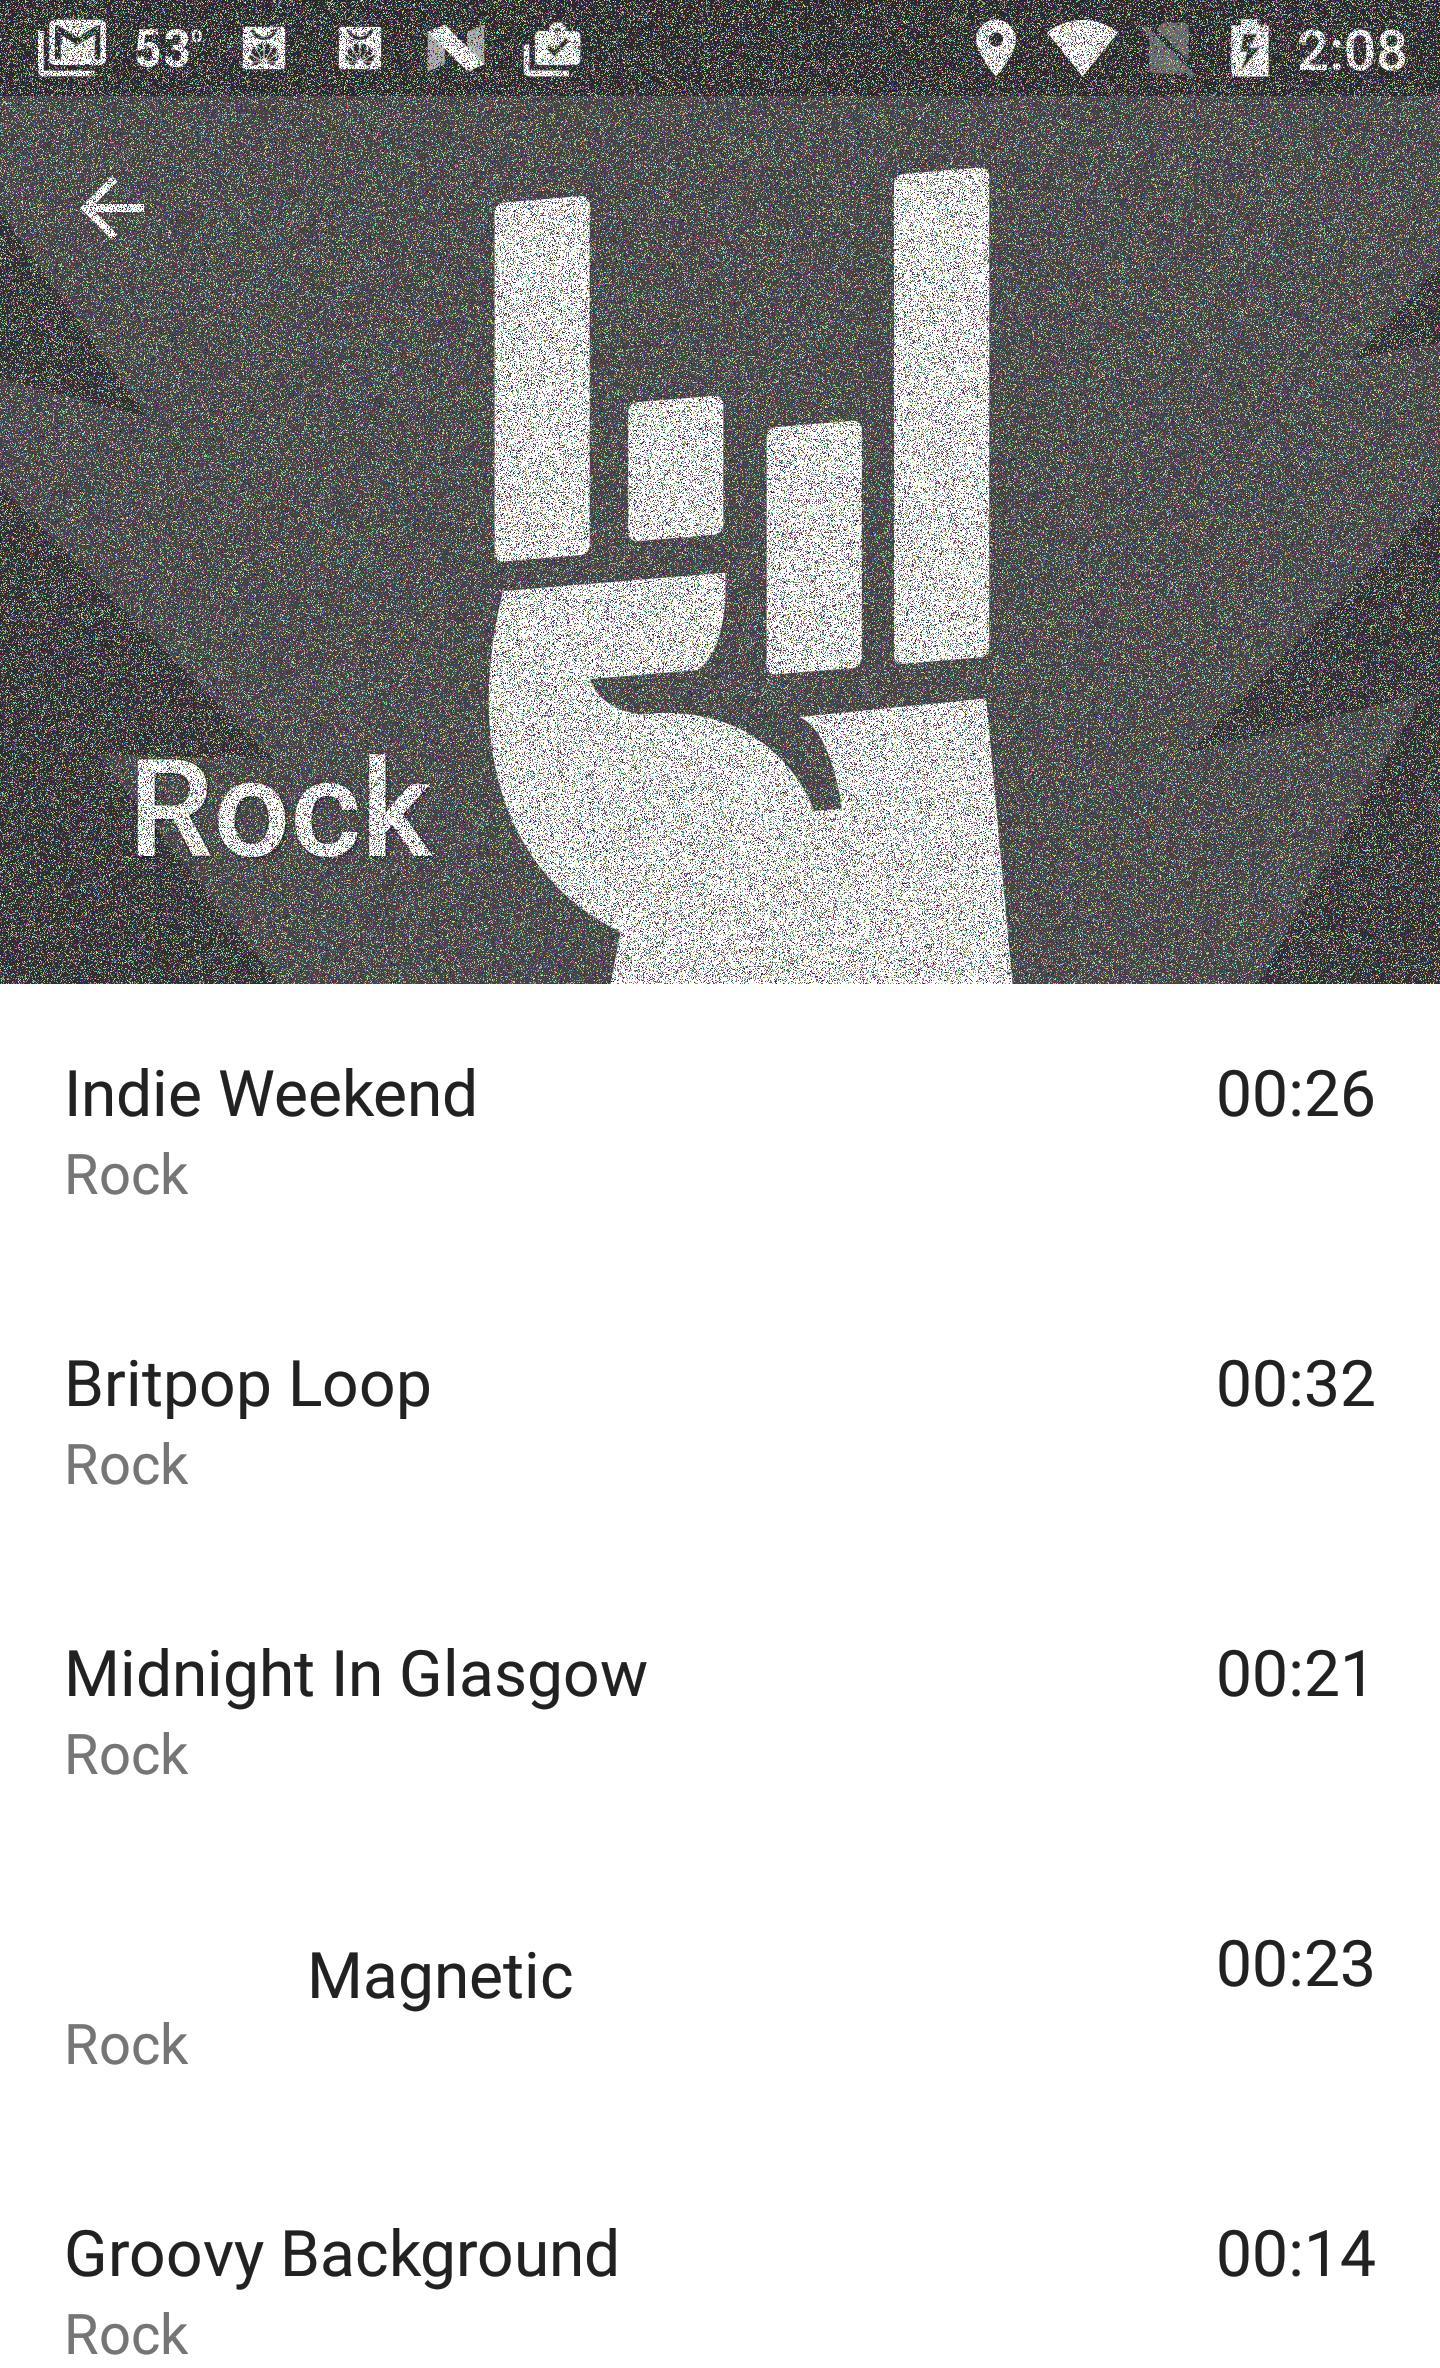 53° 2:08
Rock
Indie Weekend 00:26
Rock
Britpop Loop 00:32
Rock
Midnight In Glasgow 00:21
Rock
Magnetic 00:23
Rock
Groovy Background 00:14
Rock